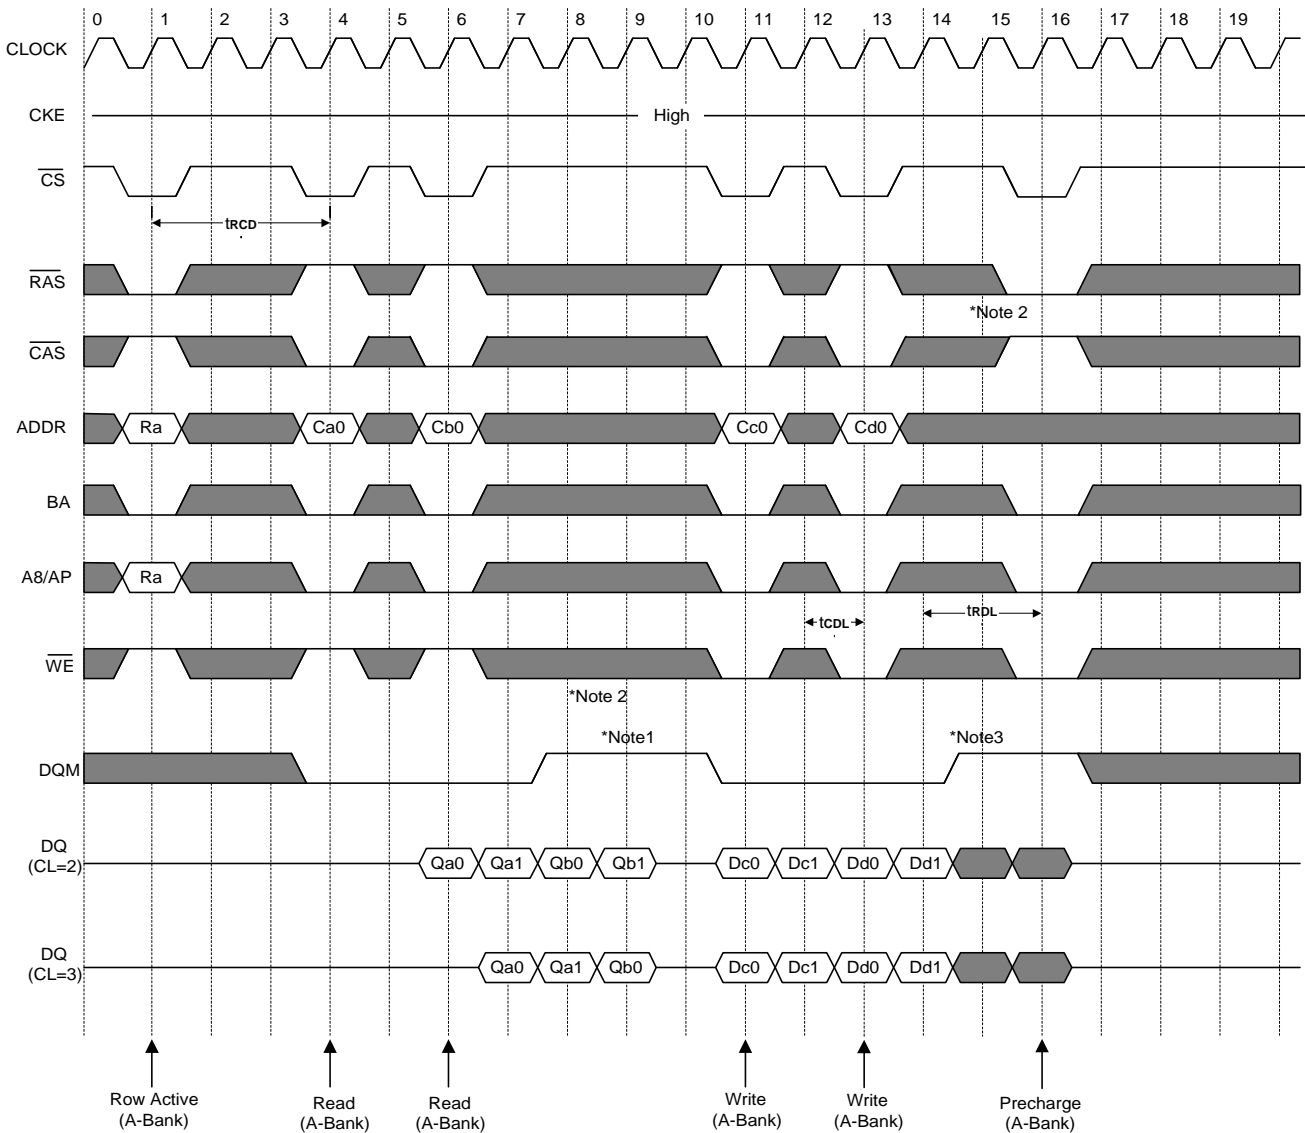 0 1 2 3 4 5 6 7 8 9 10 11 12 13 14 15 16 17 18 19
CLOCK
CKE High
CS
tRCD
RAS
*Note 2
CAS
ADDR Ra Ca0 Cb0 Cc0 Cd0
BA
A8/AP Ra
tCDL tRDL
WE
*Note 2
*Note1 *Note3
DQM
DQ
(CL=2) Qa0 Qa1 Qb0 Qb1 Dc0 Dc1 Dd0 Dd1
DQ
(CL=3) Qa0 Qa1 Qb0 Dc0 Dc1 Dd0 Dd1
Row Active
(A-Bank)
Read
(A-Bank)
Read
(A-Bank)
Write
(A-Bank)
Write
(A-Bank)
Precharge
(A-Bank)